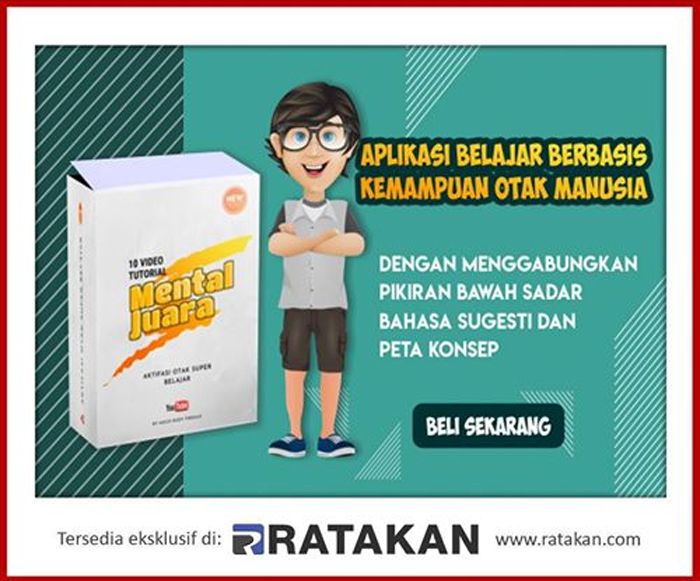 NEW
10 VIDEO
TUTORIAL
Mental
Juara
AKTIFASI OTAK SUPER
BELAJAR
YouTube
APLIKASI BELAJAR BERBASIS
KEMAMPUAN OTAK MANUSIA
DENGAN MENGGABUNGKAN
PIKIRAN BAWAH SADAR
BAHASA SUGESTI DAN
PETA KONSEP
BELI SEKARANG
Tersedia eksklusif di: RATAKAN www.ratakan.com